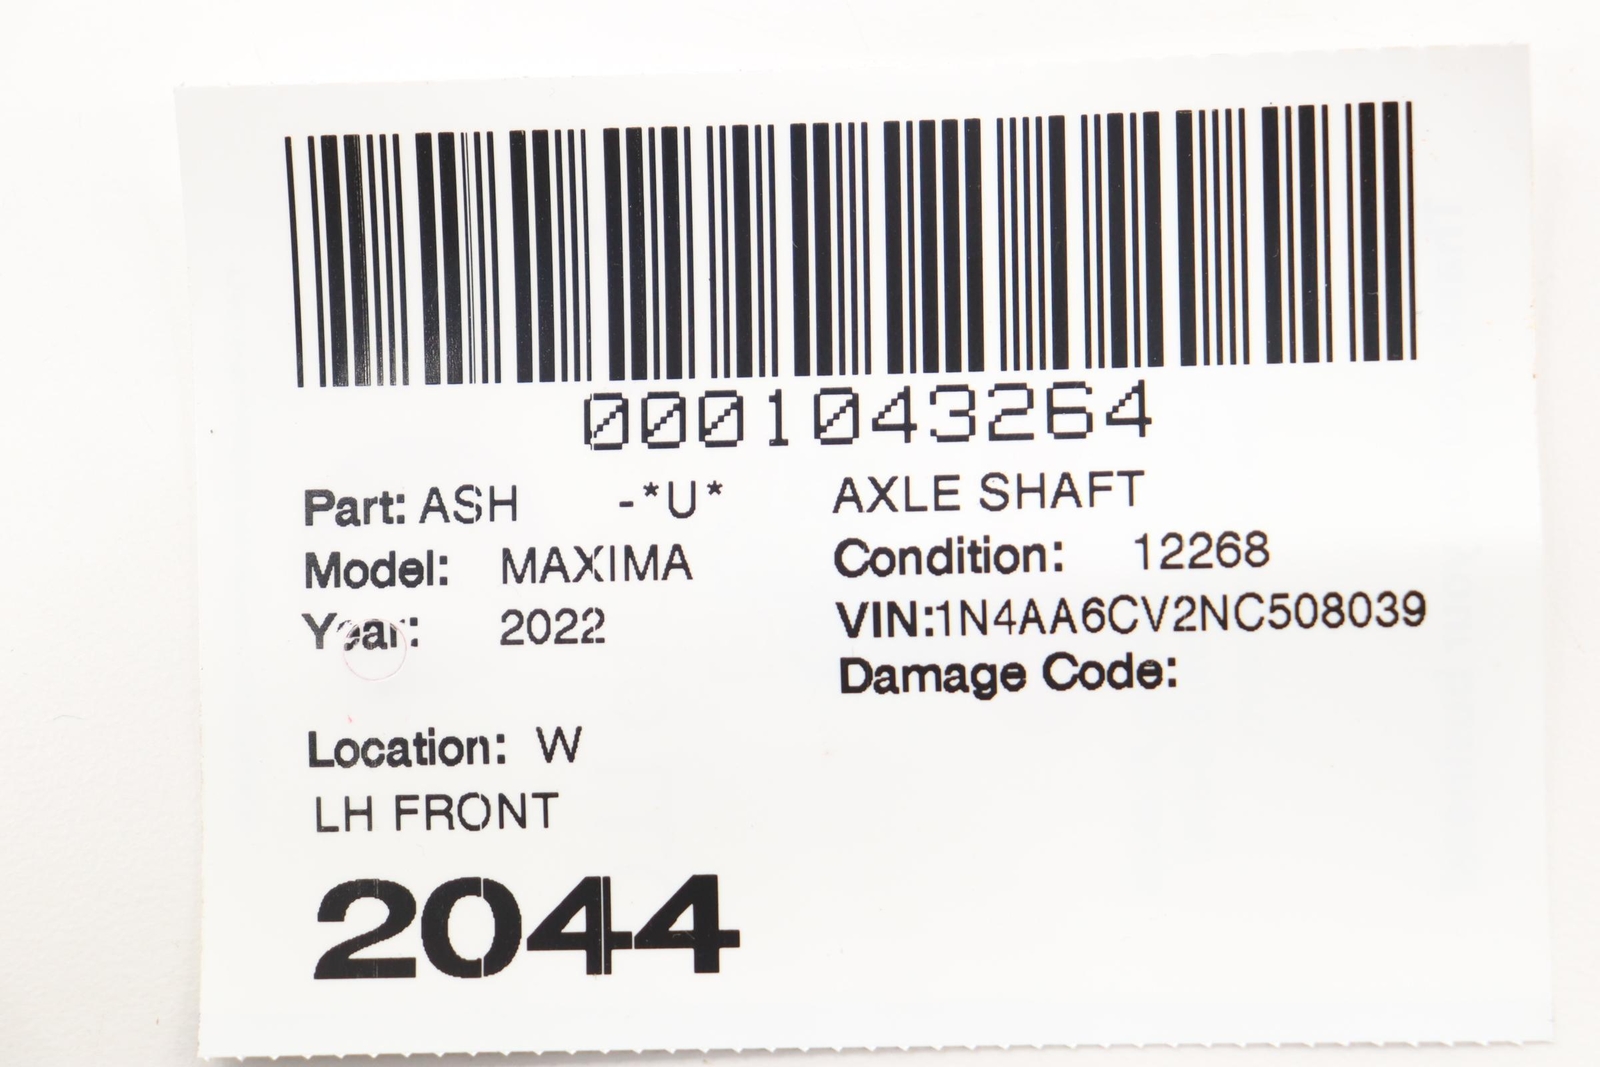 0001043264
Part: ASH -*U* AXLE SHAFT
Model: MAXIMA Condition: 12268
Year: 2022 VIN:1N4AA6CV2NC508039
Damage Code:
Location: W
LH FRONT
2044